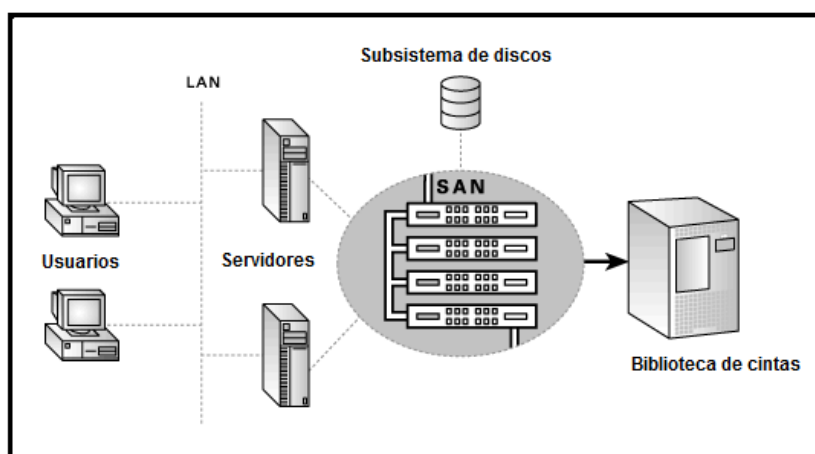 Subsistema de discos
LAN
SAN
Usuarios
Servidores
Biblioteca de cintas